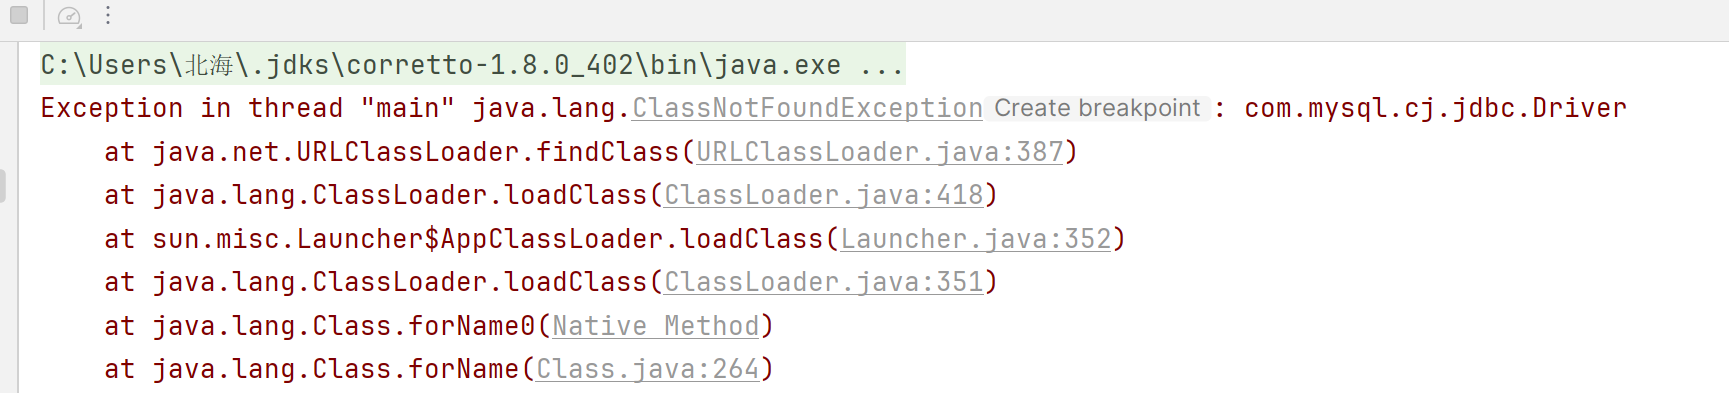 C:\Users\北海\.jdks\corretto-1.8.0_402\bin\java.exe ...
Exception in thread "main" java.lang.ClassNotFoundException Create breakpoint : com.mysql.cj.jdbc.Driver
    at java.net.URLClassLoader.findClass(URLClassLoader.java:387)
    at java.lang.ClassLoader.loadClass(ClassLoader.java:418)
    at sun.misc.Launcher$AppClassLoader.loadClass(Launcher.java:352)
    at java.lang.ClassLoader.loadClass(ClassLoader.java:351)
    at java.lang.Class.forName0(Native Method)
    at java.lang.Class.forName(Class.java:264)